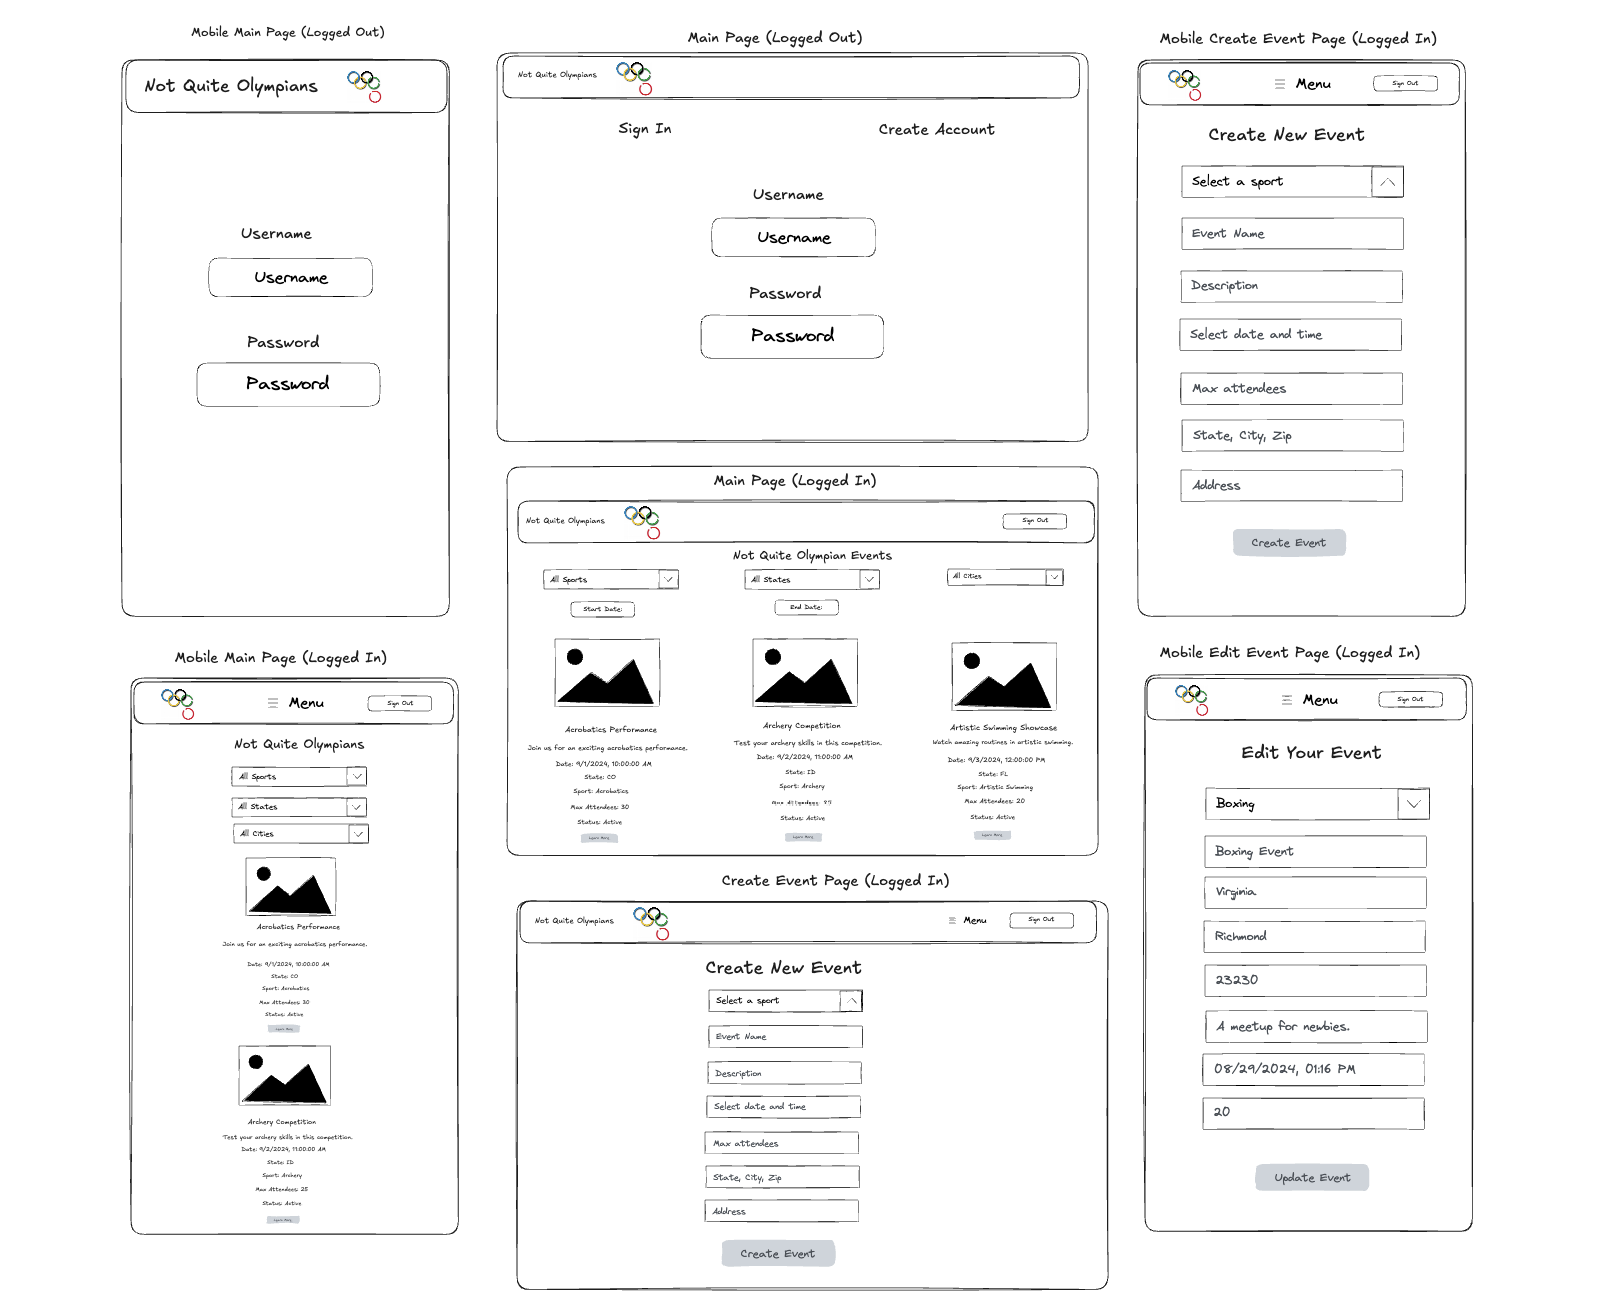 Mobile Main Page (Logged Out)
Not Quite Olympians
Username
Username
Password
Password
Main Page (Logged Out)
Not Quite Olympians
Sign In
Create Account
Username
Username
Password
Password
Mobile Create Event Page (Logged In)
Menu
Sign Out
Create New Event
Select a sport
Event Name
Description
Select date and time
Max attendees
State, City, Zip
Address
Create Event
Main Page (Logged In)
Not Quite Olympians
Sign Out
Not Quite Olympian Events
All Sports
All States
All Cities
Start Date:
End Date:
Acrobatics Performance
Join us for an exciting acrobatics performance.
Date: 9/1/2024, 10:00:00 AM
State: CO
Sport: Acrobatics
Max Attendees: 30
Status: Active
Learn More
Archery Competition
Test your archery skills in this competition.
Date: 9/2/2024, 11:00:00 AM
State: ID
Sport: Archery
Max Attendees: 25
Status: Active
Learn More
Artistic Swimming Showcase
Watch amazing routines in artistic swimming.
Date: 9/3/2024, 12:00:00 PM
State: FL
Sport: Artistic Swimming
Max Attendees: 20
Status: Active
Learn More
Mobile Main Page (Logged In)
Menu
Sign Out
Not Quite Olympians
All Sports
All States
All Cities
Acrobatics Performance
Join us for an exciting acrobatics performance.
Date: 9/1/2024, 10:00:00 AM
State: CO
Sport: Acrobatics
Max Attendees: 30
Status: Active
Learn More
Archery Competition
Test your archery skills in this competition.
Date: 9/2/2024, 11:00:00 AM
State: ID
Sport: Archery
Max Attendees: 25
Status: Active
Learn More
Create Event Page (Logged In)
Not Quite Olympians
Menu
Sign Out
Create New Event
Select a sport
Event Name
Description
Select date and time
Max attendees
State, City, Zip
Address
Create Event
Mobile Edit Event Page (Logged In)
Menu
Sign Out
Edit Your Event
Boxing
Boxing Event
Virginia
Richmond
23230
A meetup for newbies.
08/29/2024, 01:16 PM
20
Update Event